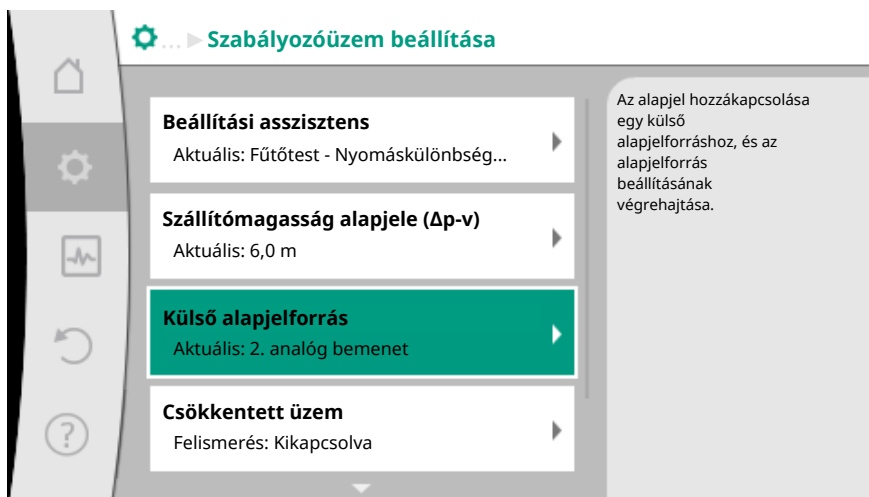 ... Szabályozóüzem beállítása
Beállítási asszisztens
Aktuális: Fűtőtest - Nyomáskülönbség...
Szállítómagasság alapjele (Δp-v)
Aktuális: 6,0 m
Külső alapjelforrás
Aktuális: 2. analóg bemenet
Csökkentett üzem
Felismerés: Kikapcsolva
Az alapjel hozzákapcsolása
egy külső
alapjelforráshoz, és az
alapjelforrás
beállításának
végrehajtása.
?